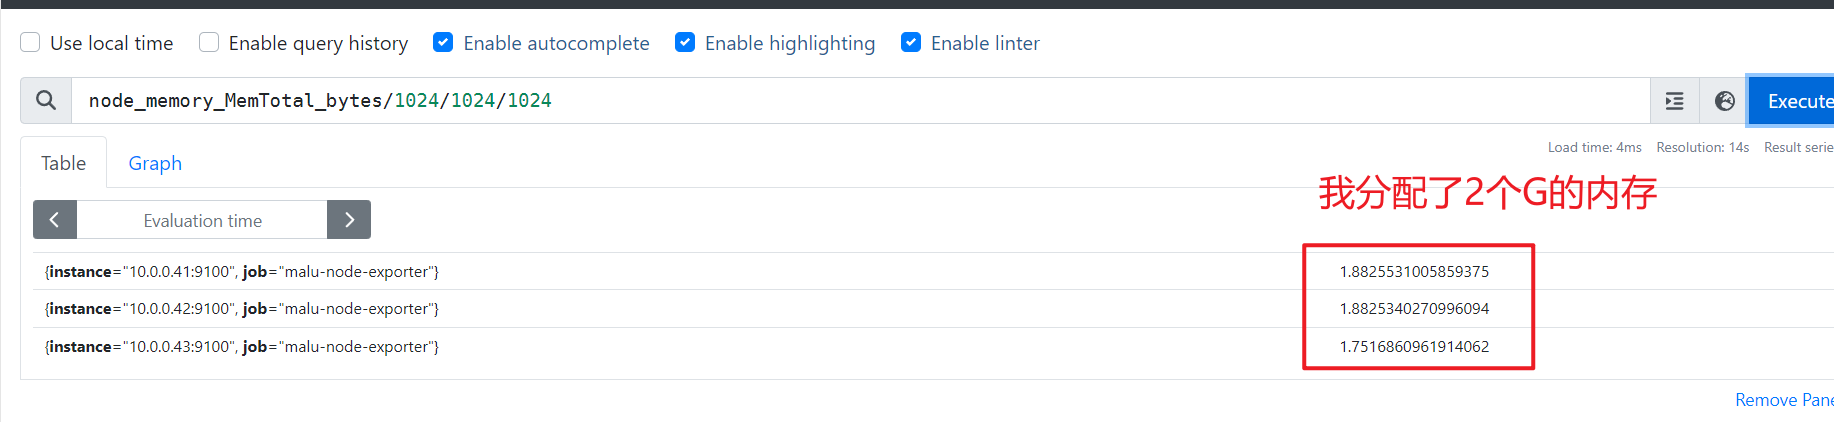 Use local time Enable query history Enable autocomplete Enable highlighting Enable linter
node_memory_MemTotal_bytes/1024/1024/1024
Execute
Table Graph
Load time: 4ms Resolution: 14s Result serie
我分配了2个G的内存
Evaluation time
{instance="10.0.0.41:9100", job="malu-node-exporter"} 1.8825531005859375
{instance="10.0.0.42:9100", job="malu-node-exporter"} 1.8825340270996094
{instance="10.0.0.43:9100", job="malu-node-exporter"} 1.7516860961914062
Remove Pane